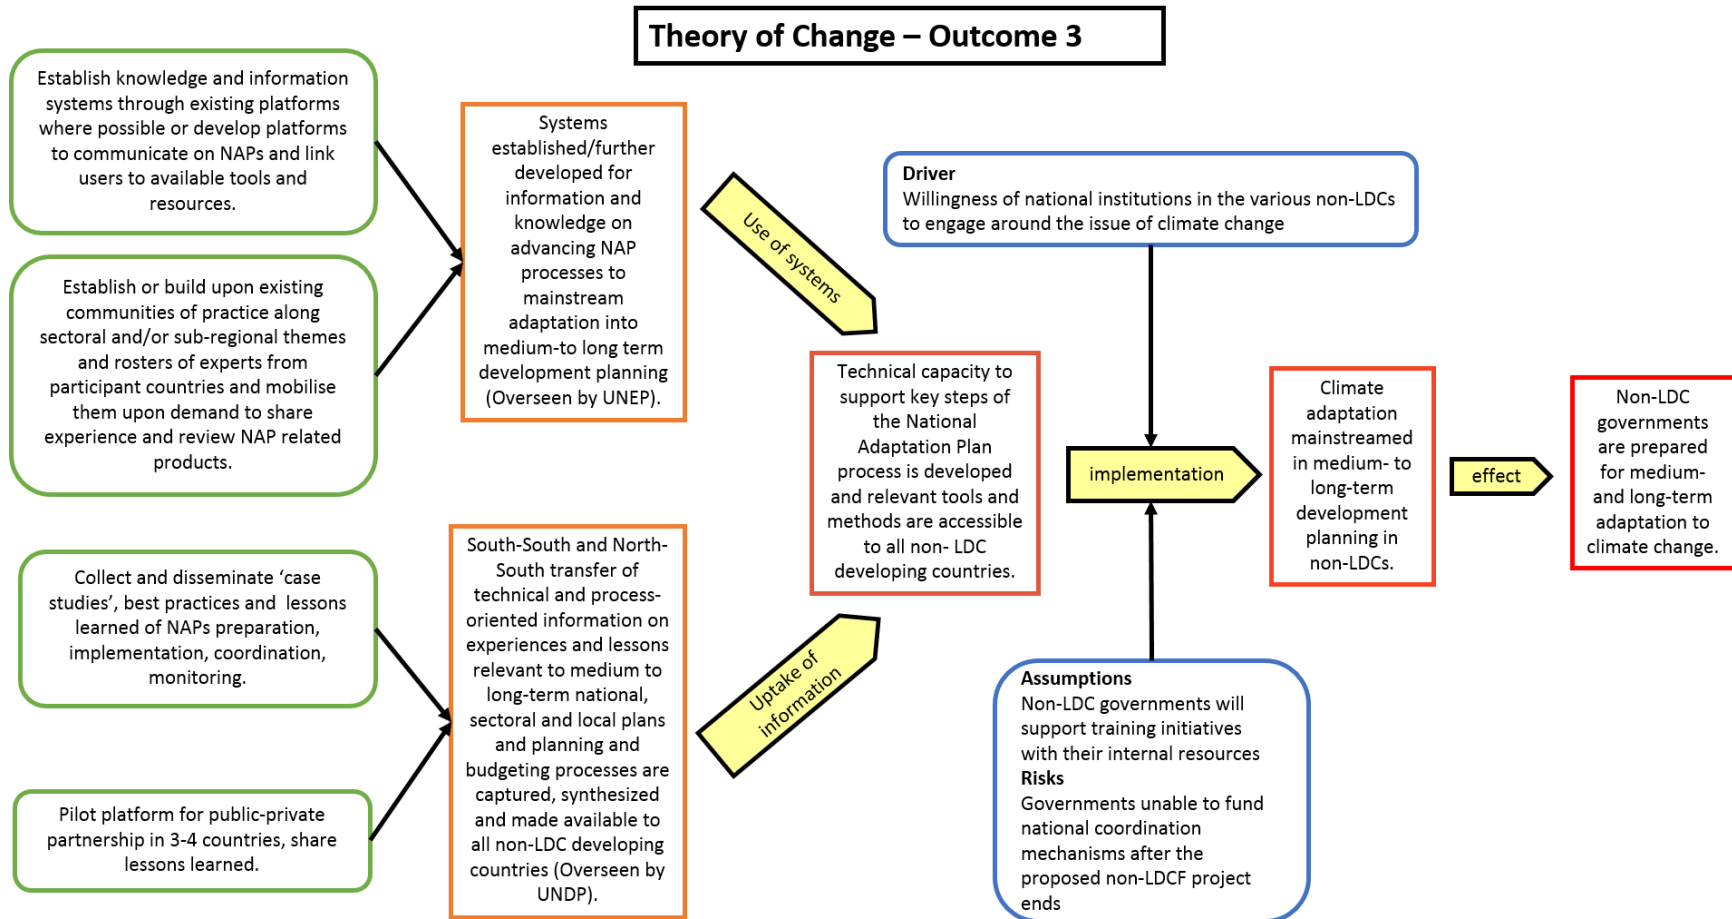 Theory of Change – Outcome 3
Establish knowledge and information
systems through existing platforms
where possible or develop platforms
to communicate on NAPs and link
users to available tools and
resources.
Establish or build upon existing
communities of practice along
sectoral and/or sub-regional themes
and rosters of experts from
participant countries and mobilise
them upon demand to share
experience and review NAP related
products.
Collect and disseminate ‘case
studies’, best practices and lessons
learned of NAPs preparation,
implementation, coordination,
monitoring.
Pilot platform for public-private
partnership in 3-4 countries, share
lessons learned.
Systems
established/further
developed for
information and
knowledge on
advancing NAP
processes to
mainstream
adaptation into
medium-to long term
development planning
(Overseen by UNEP).
South-South and North-
South transfer of
technical and process-
oriented information on
experiences and lessons
relevant to medium to
long-term national,
sectoral and local plans
and planning and
budgeting processes are
captured, synthesized
and made available to
all non-LDC developing
countries (Overseen by
UNDP).
Use of systems
Uptake of
information
Technical capacity to
support key steps of
the National
Adaptation Plan
process is developed
and relevant tools and
methods are accessible
to all non- LDC
developing countries.
Driver
Willingness of national institutions in the various non-LDCs
to engage around the issue of climate change
implementation
Assumptions
Non-LDC governments will
support training initiatives
with their internal resources
Risks
Governments unable to fund
national coordination
mechanisms after the
proposed non-LDCF project
ends
Climate
adaptation
mainstreamed
in medium- to
long-term
development
planning in
non-LDCs.
effect
Non-LDC
governments
are prepared
for medium-
and long-term
adaptation to
climate change.